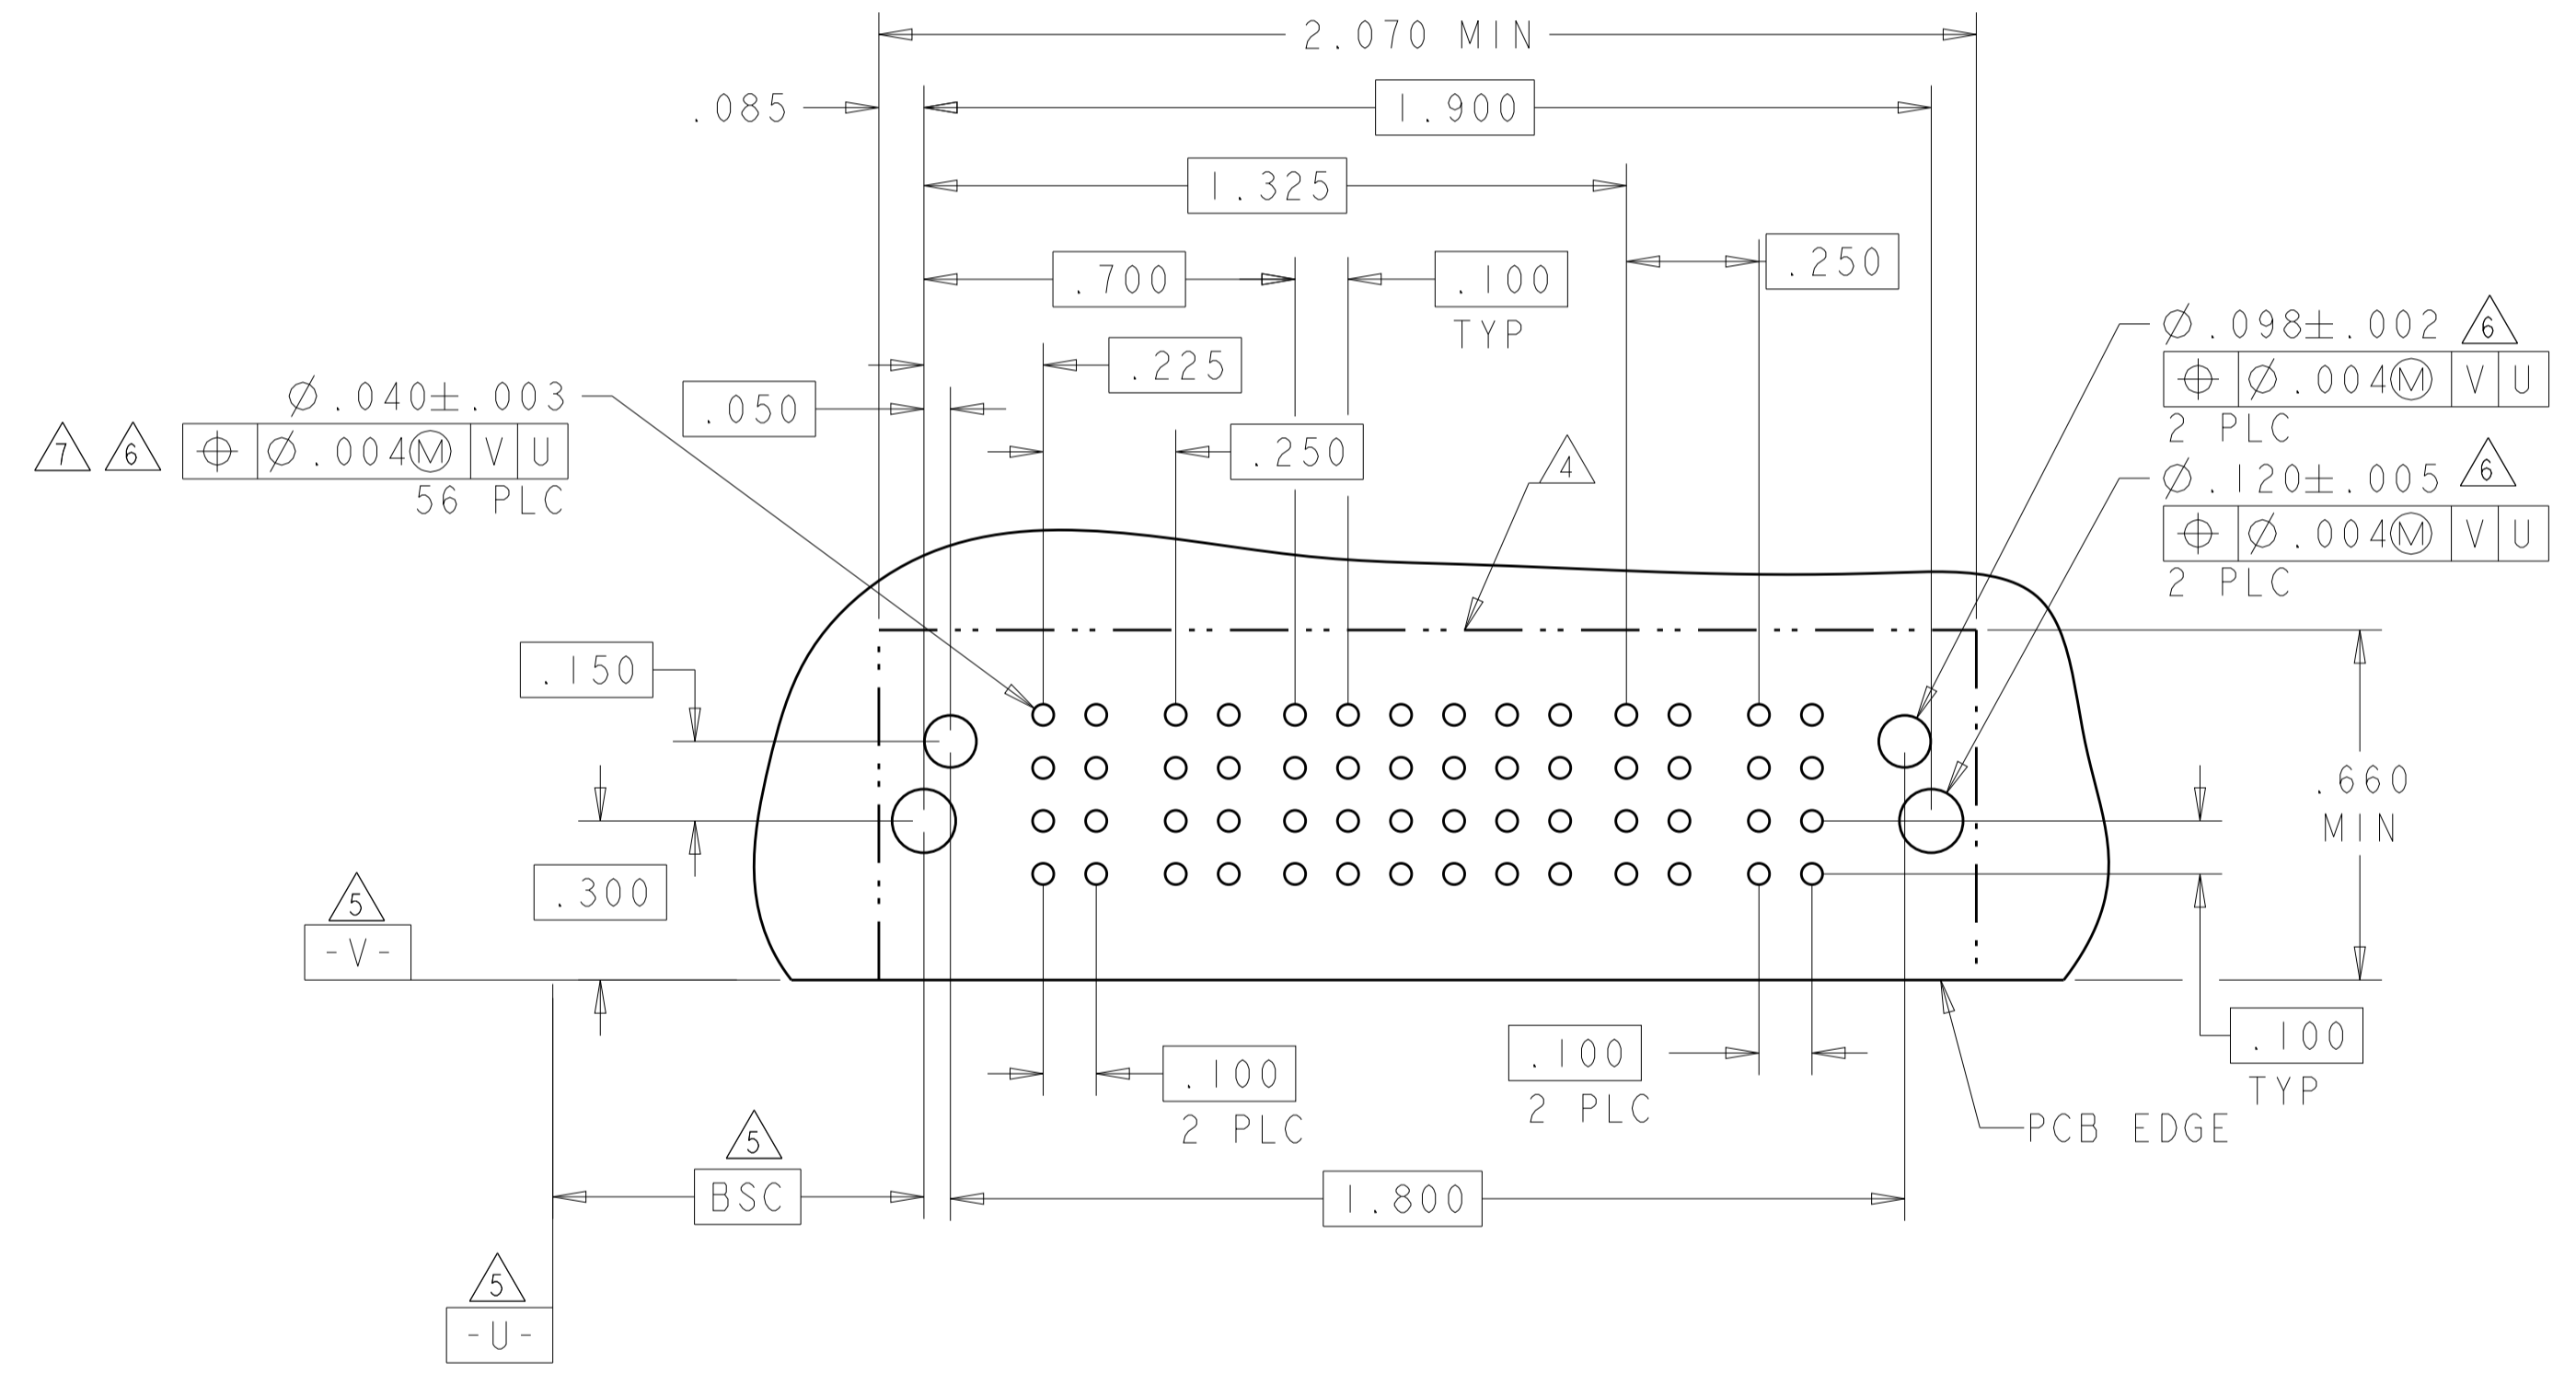 2.070 MIN
.085
1.900
1.325
.700
.100
TYP
.250
.225
.050
.250
Ø.040±.003
7 6 ⌖ Ø.004Ⓜ V U
56 PLC
Ø.098±.002 6
⌖ Ø.004Ⓜ V U
2 PLC
Ø.120±.005 6
⌖ Ø.004Ⓜ V U
2 PLC
4
.150
.660
MIN
.300
5
-V-
.100
TYP
.100
2 PLC
.100
2 PLC
PCB EDGE
5
BSC
1.800
5
-U-